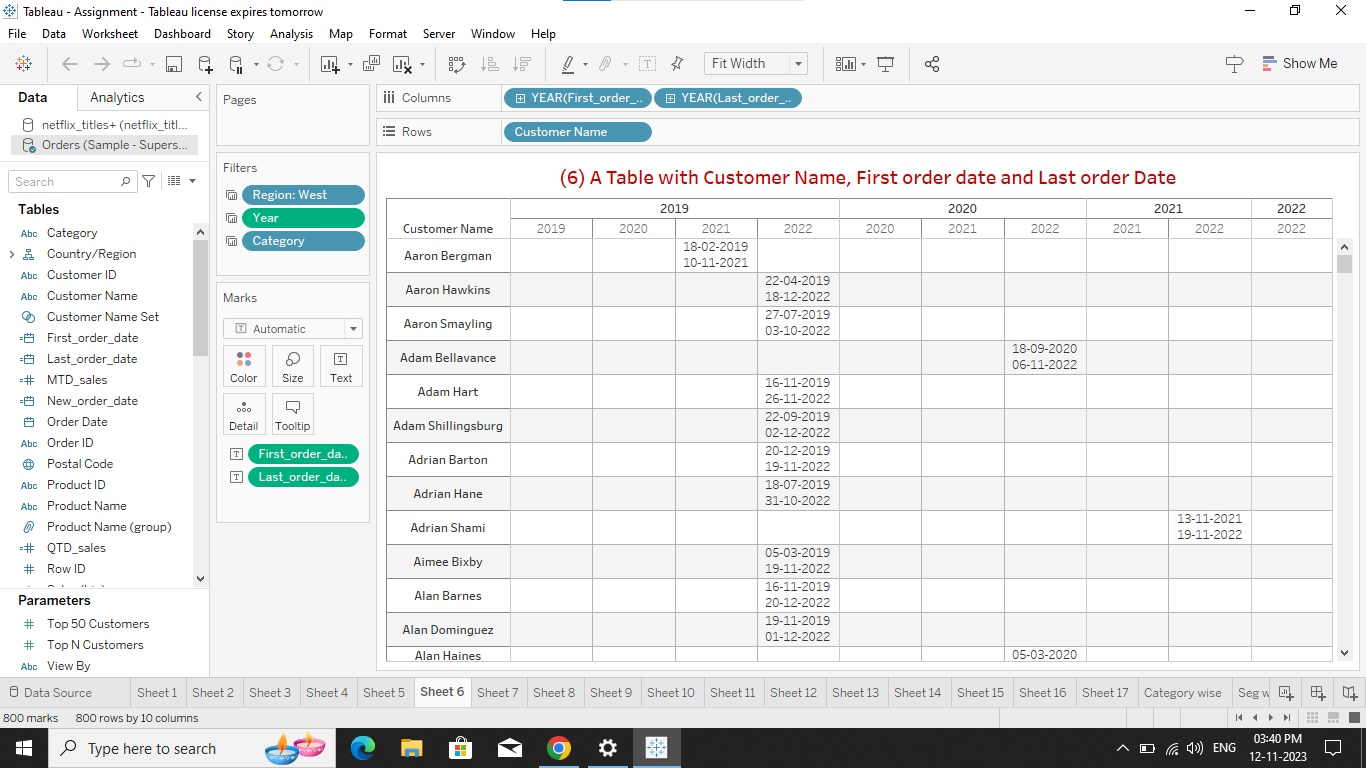 Tableau - Assignment - Tableau license expires tomorrow
File Data Worksheet Dashboard Story Analysis Map Format Server Window Help
Fit Width Show Me
Data Analytics
netflix_titles+ (netflix_titl...
Orders (Sample - Supers...
Search
Tables
Abc Category
Country/Region
Abc Customer ID
Abc Customer Name
Customer Name Set
First_order_date
Last_order_date
MTD_sales
New_order_date
Order Date
Abc Order ID
Postal Code
Abc Product ID
Abc Product Name
Product Name (group)
QTD_sales
Row ID
Parameters
Top 50 Customers
Top N Customers
Abc View By
Pages
Filters
Region: West
Year
Category
Marks
Automatic
Color Size Text
Detail Tooltip
First_order_da..
Last_order_da..
Columns YEAR(First_order_.. YEAR(Last_order_..
Rows Customer Name
(6) A Table with Customer Name, First order date and Last order Date
2019 2020 2021 2022
Customer Name 2019 2020 2021 2022 2020 2021 2022 2021 2022 2022
Aaron Bergman 18-02-2019
10-11-2021
Aaron Hawkins 22-04-2019
18-12-2022
Aaron Smayling 27-07-2019
03-10-2022
Adam Bellavance 18-09-2020
06-11-2022
Adam Hart 16-11-2019
26-11-2022
Adam Shillingsburg 22-09-2019
02-12-2022
Adrian Barton 20-12-2019
19-11-2022
Adrian Hane 18-07-2019
31-10-2022
Adrian Shami 13-11-2021
19-11-2022
Aimee Bixby 05-03-2019
19-11-2022
Alan Barnes 16-11-2019
20-12-2022
Alan Dominguez 19-11-2019
01-12-2022
Alan Haines 05-03-2020
Data Source Sheet 1 Sheet 2 Sheet 3 Sheet 4 Sheet 5 Sheet 6 Sheet 7 Sheet 8 Sheet 9 Sheet 10 Sheet 11 Sheet 12 Sheet 13 Sheet 14 Sheet 15 Sheet 16 Sheet 17 Category wise Seg w
800 marks 800 rows by 10 columns
Type here to search ENG 03:40 PM
12-11-2023